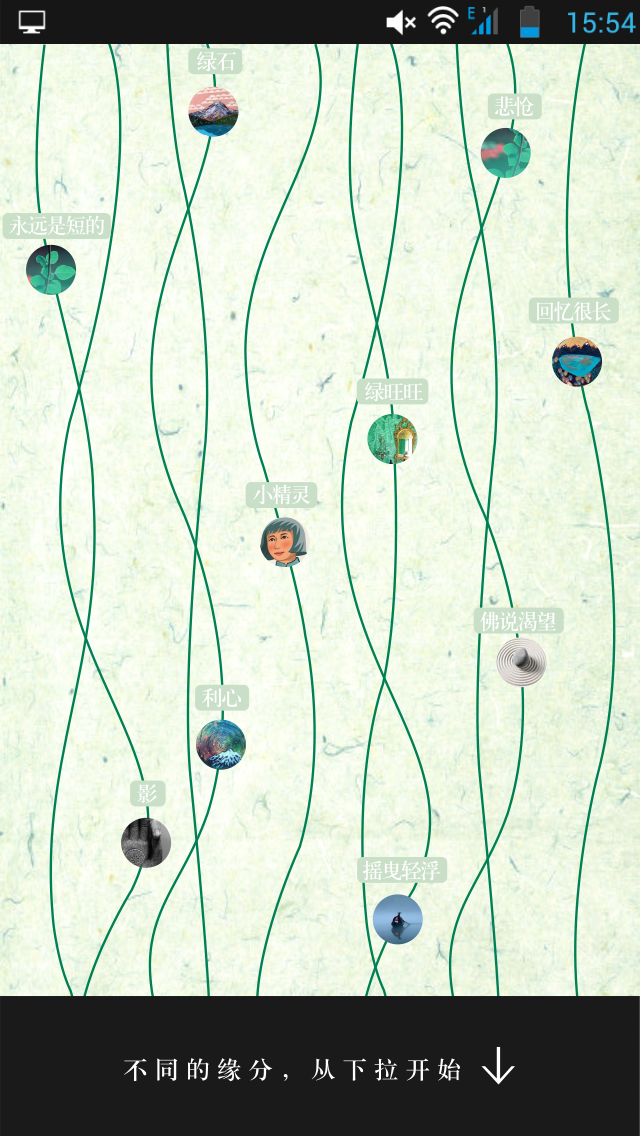 E 15:54
绿石
悲怆
永远是短的
回忆很长
绿旺旺
小精灵
佛说渴望
利心
影
摇曳轻浮
不同的缘分，从下拉开始